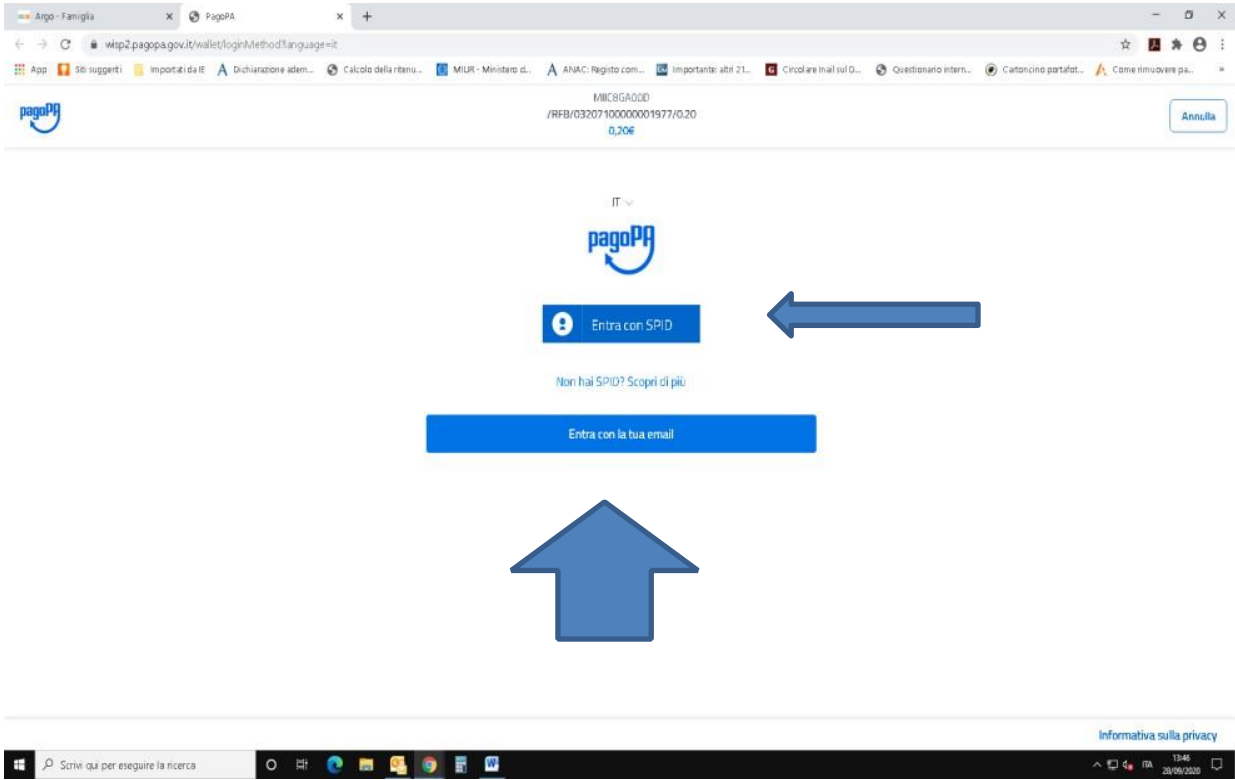 Argo - Famiglia
PagoPA
wisp2.pagopa.gov.it/wallet/loginMethod?language=it
App
Siti suggeriti
Importati da IE
Dichiarazione adem...
Calcolo della ritenu...
MIUR - Ministero d...
ANAC: Registo com...
Importante: altri 21...
Circolare Inail sul D...
Questionario intern...
Cartoncino portafot...
Come rimuovere pa...
pagoPA
MIIC8GA00D
/RFB/03207100000001977/0.20
0,20€
Annulla
IT
pagoPA
Entra con SPID
Non hai SPID? Scopri di più
Entra con la tua email
Informativa sulla privacy
Scrivi qui per eseguire la ricerca
ITA
13:46
28/09/2020